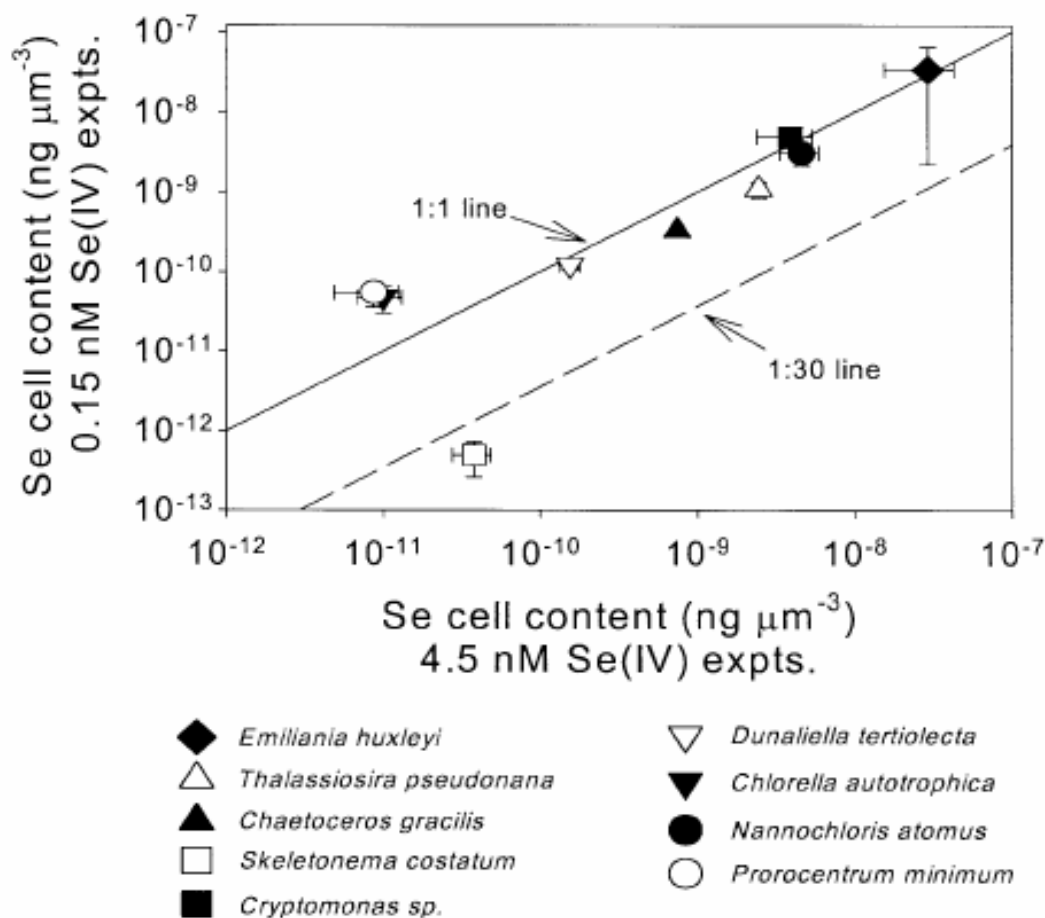 Se cell content (ng μm⁻³)
0.15 nM Se(IV) expts.
10⁻⁷
10⁻⁸
10⁻⁹
10⁻¹⁰
10⁻¹¹
10⁻¹²
10⁻¹³
1:1 line
1:30 line
10⁻¹² 10⁻¹¹ 10⁻¹⁰ 10⁻⁹ 10⁻⁸ 10⁻⁷
Se cell content (ng μm⁻³)
4.5 nM Se(IV) expts.
Emiliania huxleyi
Thalassiosira pseudonana
Chaetoceros gracilis
Skeletonema costatum
Cryptomonas sp.
Dunaliella tertiolecta
Chlorella autotrophica
Nannochloris atomus
Prorocentrum minimum